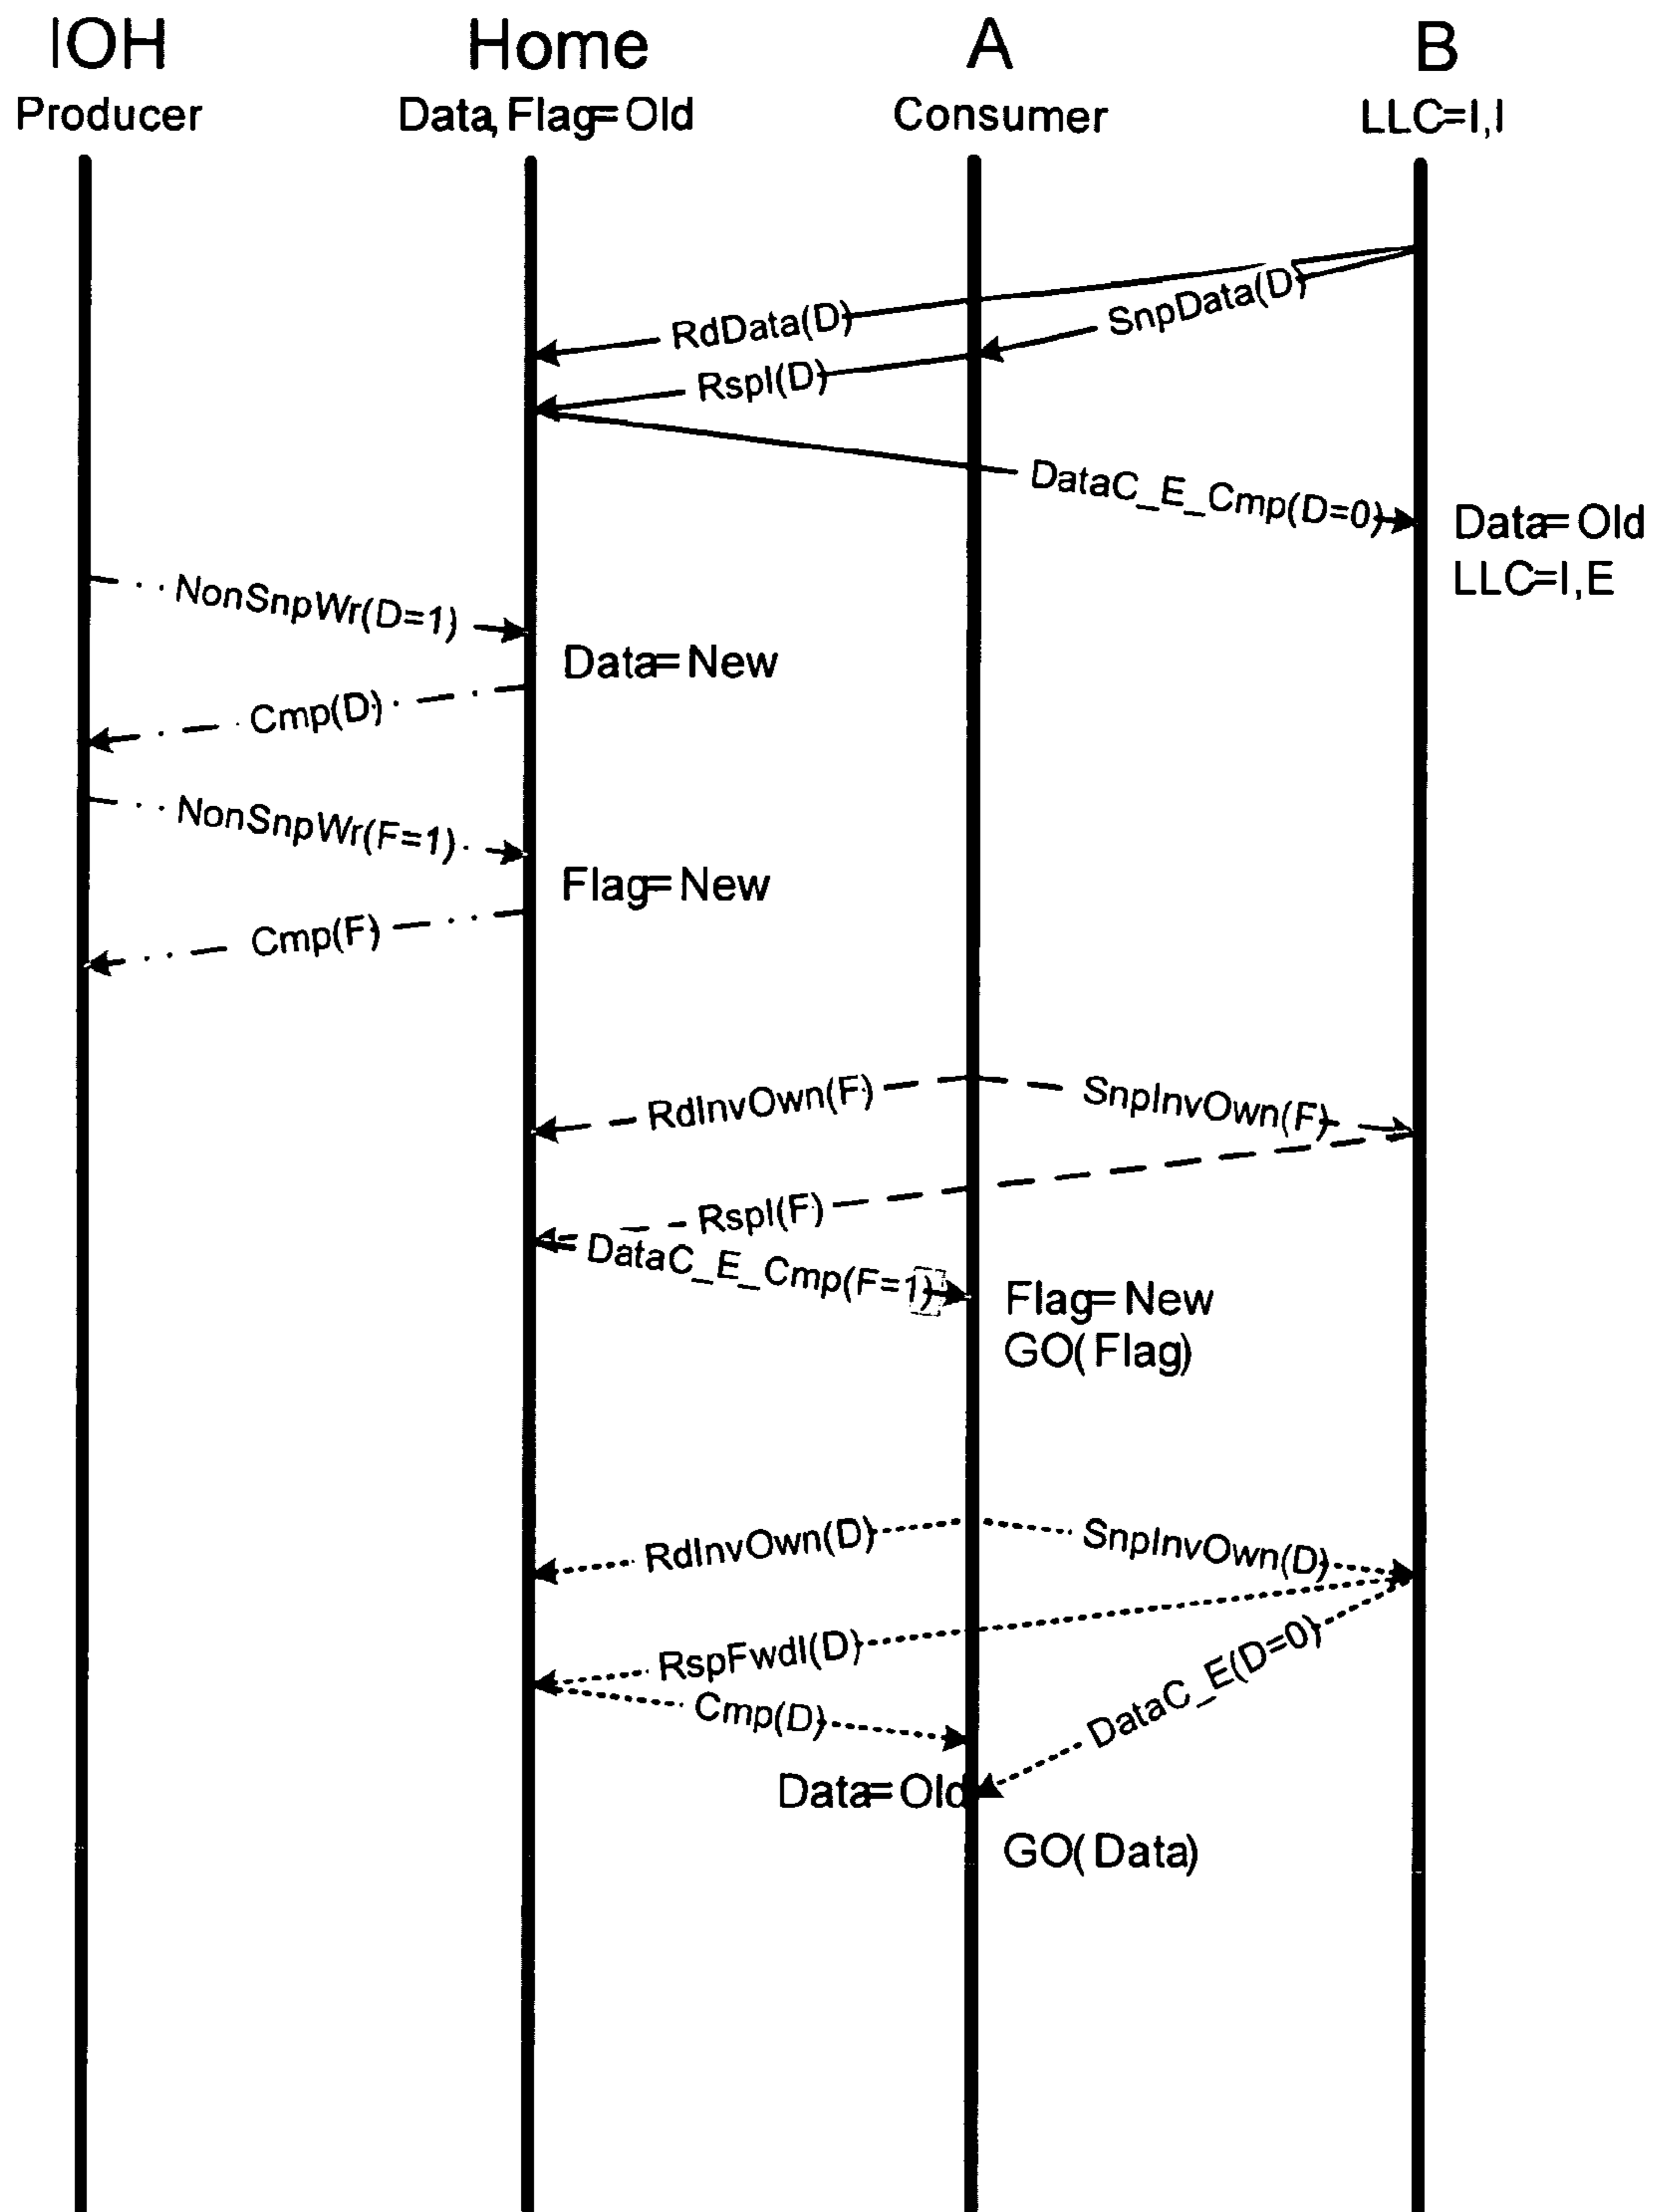 IOH
Producer
Home
Data, Flag=Old
A
Consumer
B
LLC=I,I
RdData(D)
SnpData(D)
RspI(D)
DataC_E_Cmp(D=0)
Data=Old
LLC=I,E
NonSnpWr(D=1)
Data=New
Cmp(D)
NonSnpWr(F=1)
Flag=New
Cmp(F)
RdInvOwn(F)
SnpInvOwn(F)
RspI(F)
DataC_E_Cmp(F=1)
Flag=New
GO(Flag)
RdInvOwn(D)
SnpInvOwn(D)
RspFwdI(D)
DataC_E(D=0)
Cmp(D)
Data=Old
GO(Data)